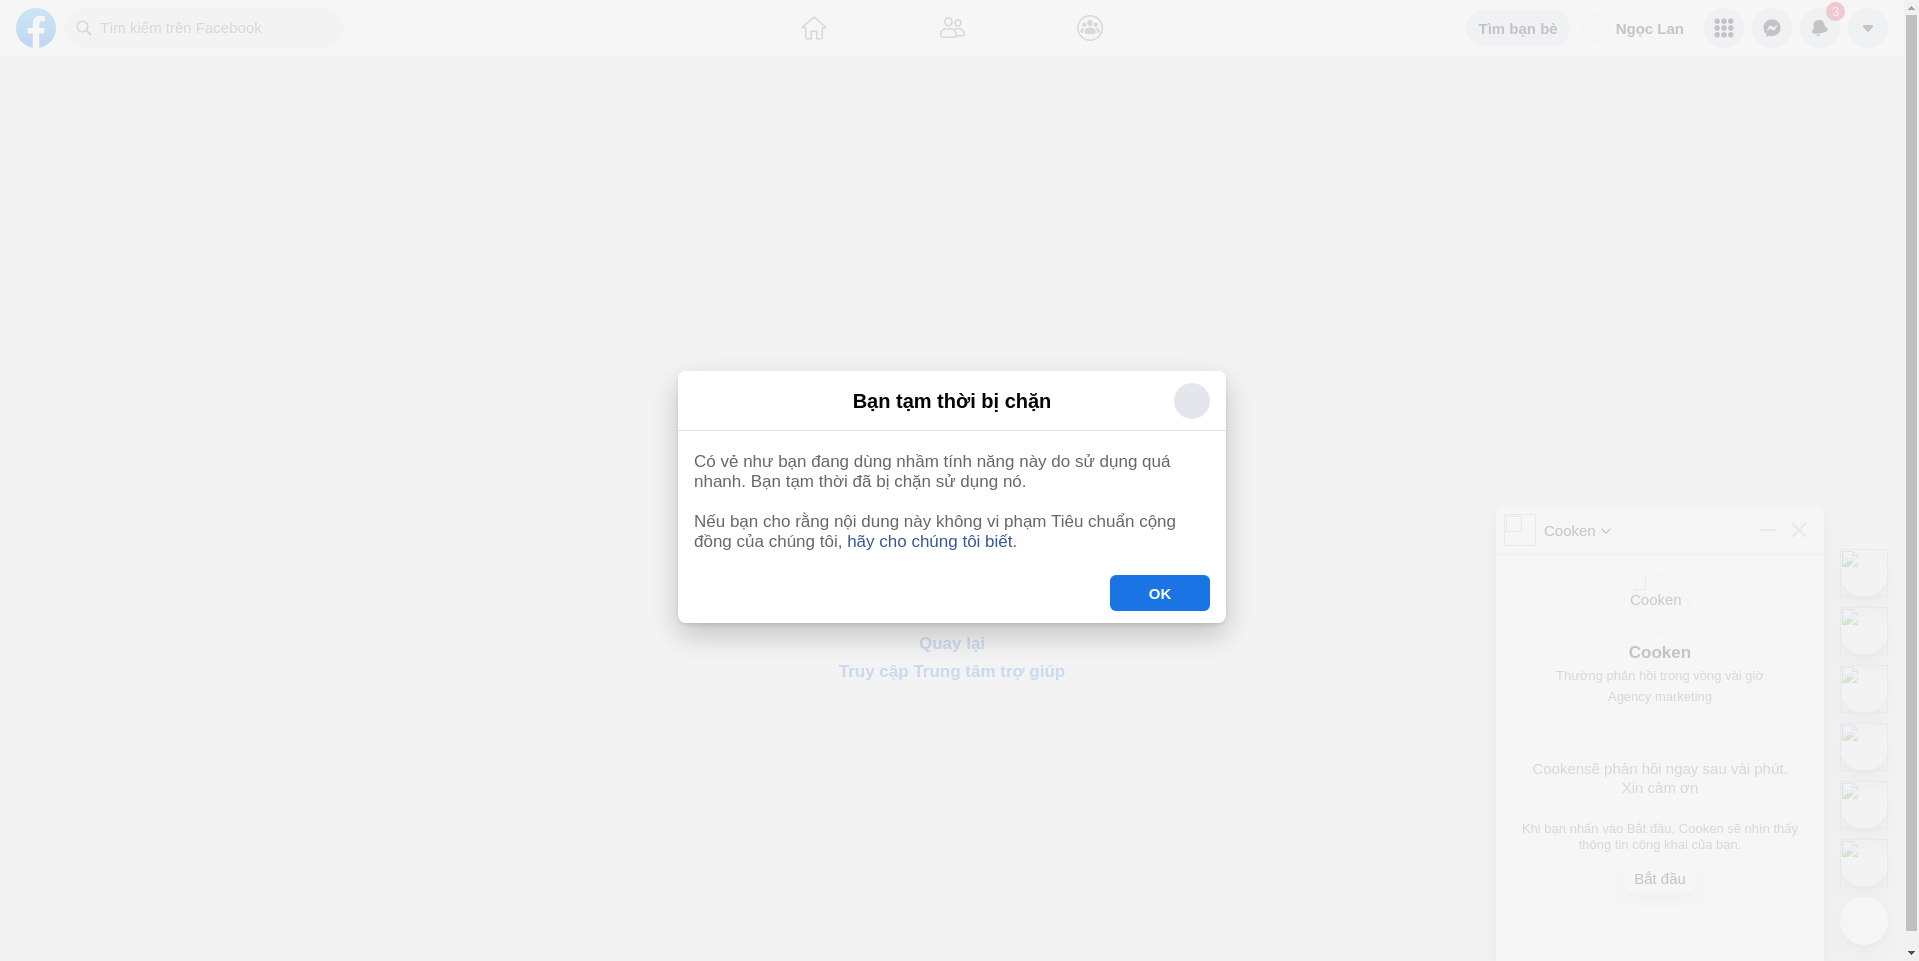 Tìm kiếm trên Facebook
Tìm bạn bè
Ngọc Lan
3
Bạn tạm thời bị chặn
Có vẻ như bạn đang dùng nhầm tính năng này do sử dụng quá
nhanh. Bạn tạm thời đã bị chặn sử dụng nó.
Nếu bạn cho rằng nội dung này không vi phạm Tiêu chuẩn cộng
đồng của chúng tôi, hãy cho chúng tôi biết.
OK
Quay lại
Truy cập Trung tâm trợ giúp
Cooken
Cooken
Cooken
Thường phản hồi trong vòng vài giờ
Agency marketing
Cookensẽ phản hồi ngay sau vài phút.
Xin cảm ơn
Khi bạn nhấn vào Bắt đầu, Cooken sẽ nhìn thấy
thông tin công khai của bạn.
Bắt đầu